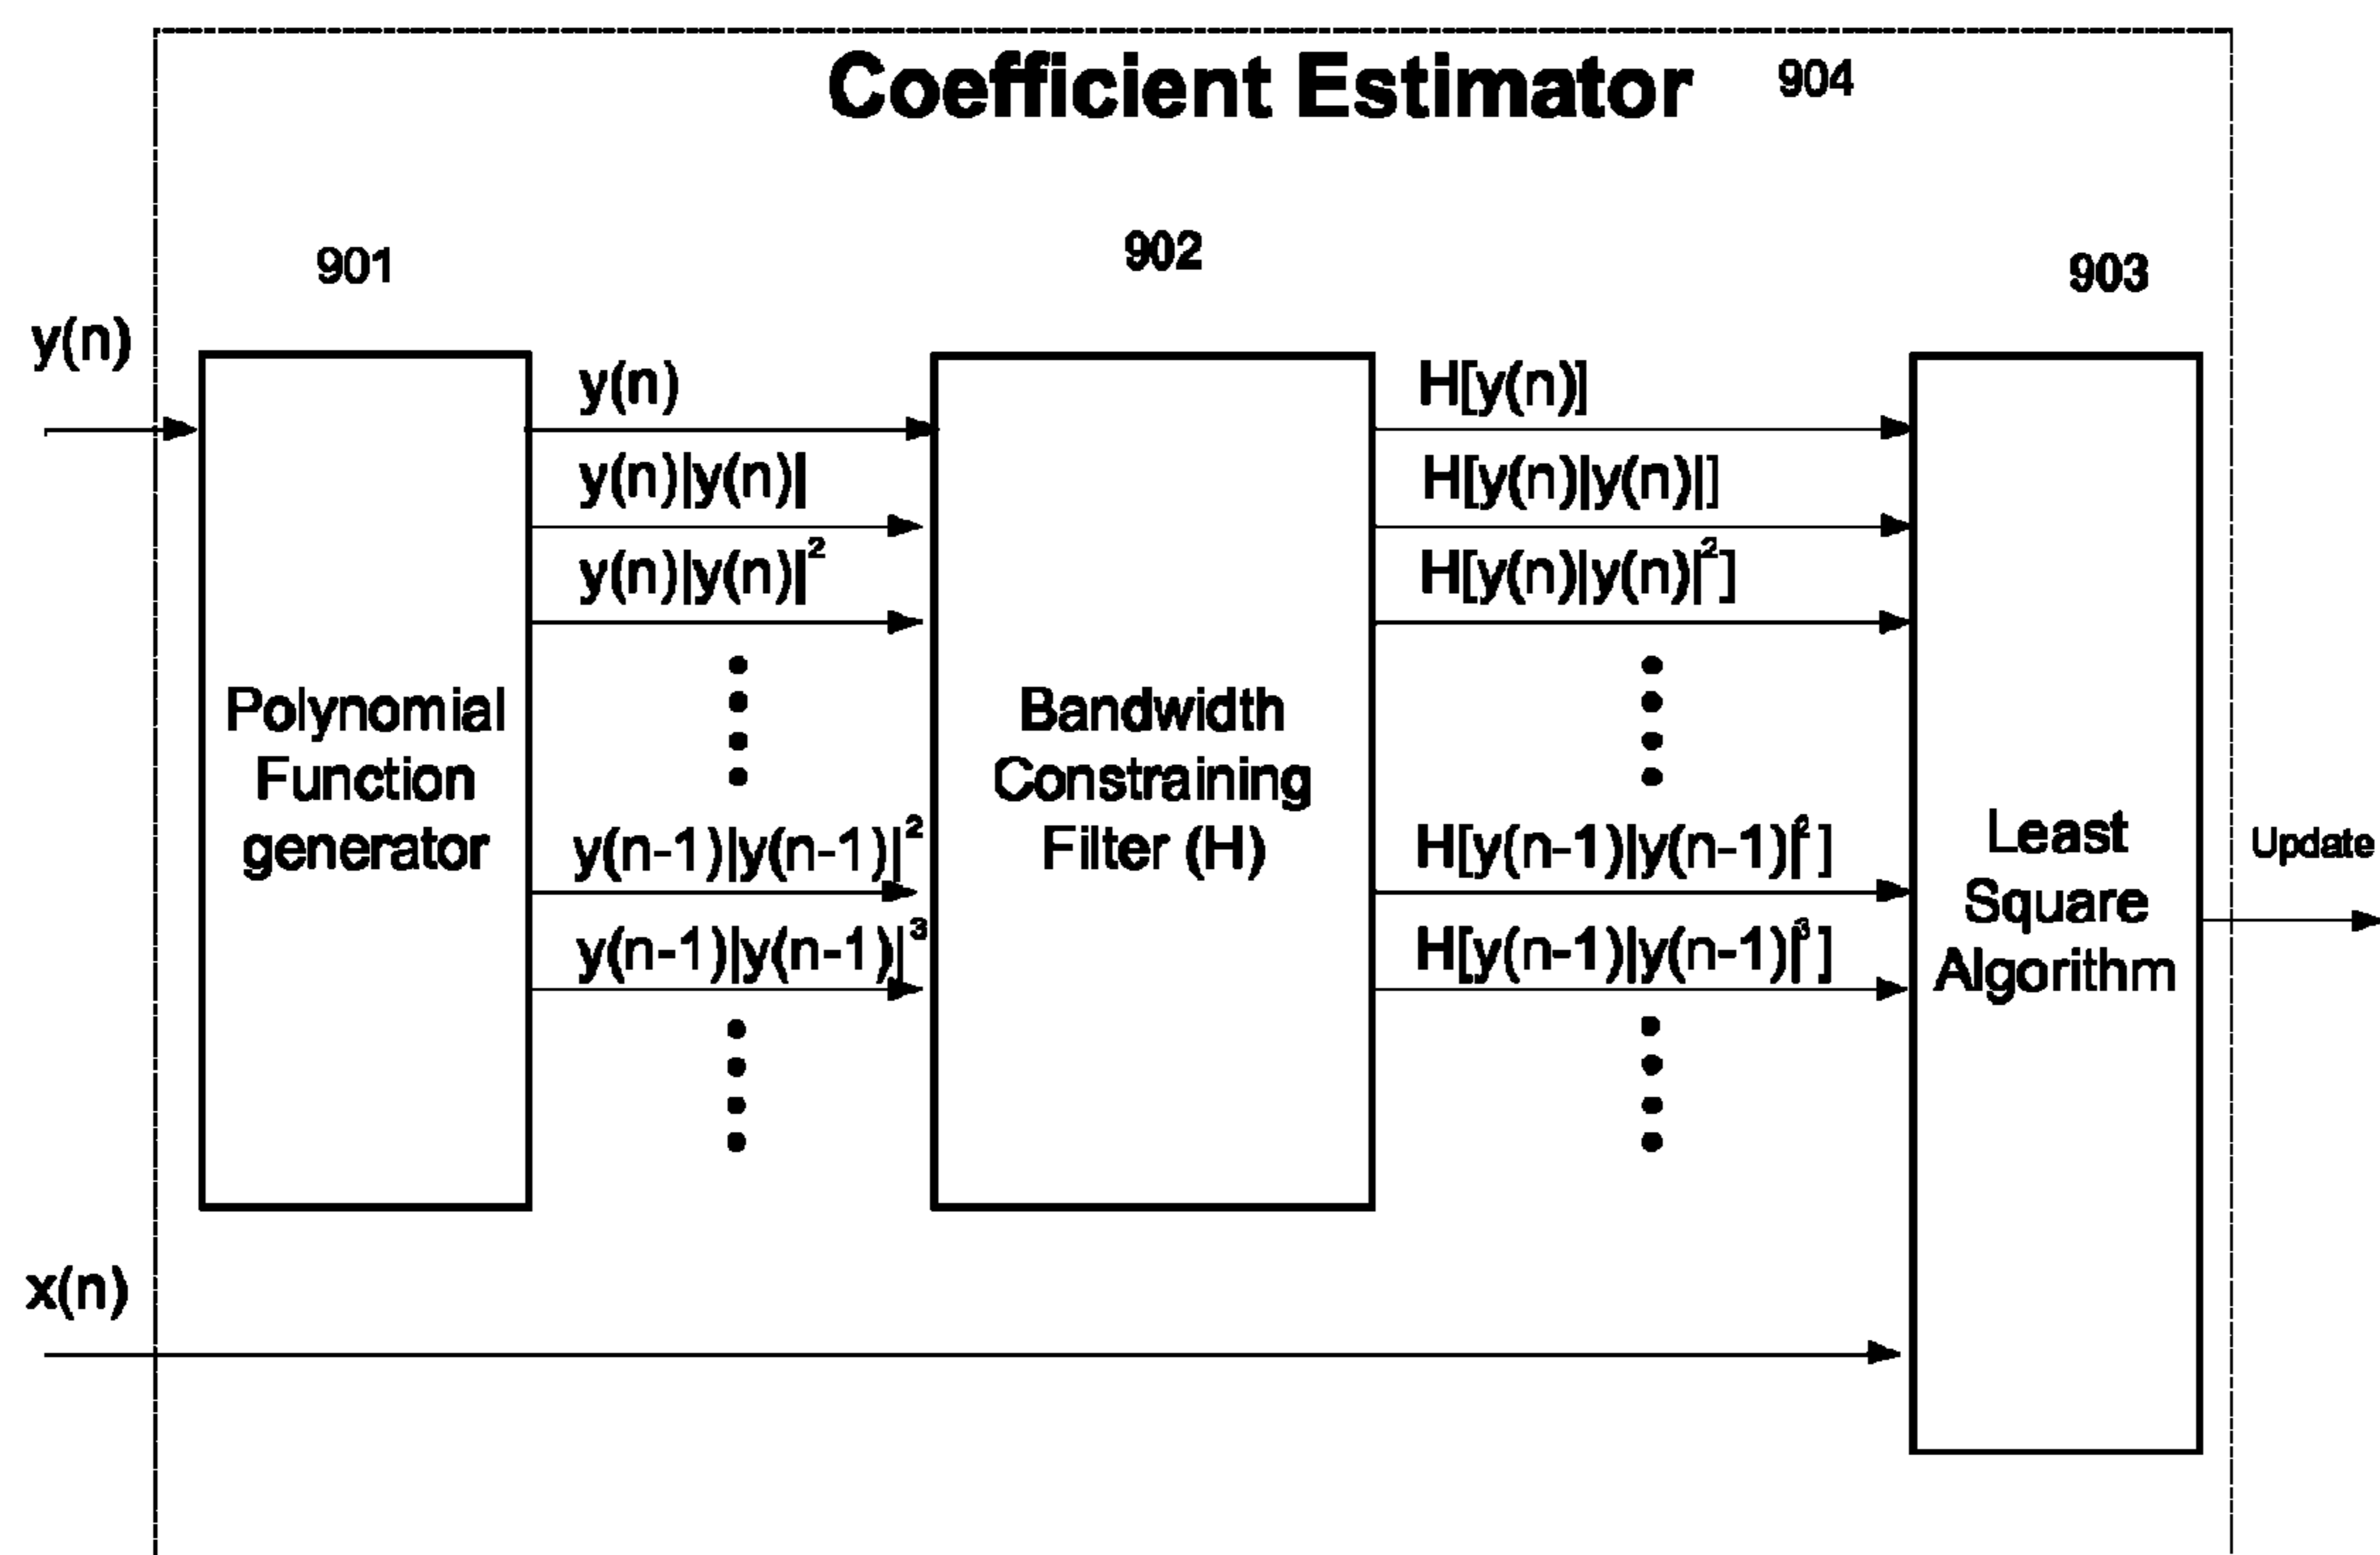 Coefficient Estimator
904
901
902
903
y(n)
y(n)
y(n)|y(n)|
y(n)|y(n)|²
y(n-1)|y(n-1)|²
y(n-1)|y(n-1)|³
H[y(n)]
H[y(n)|y(n)|]
H[y(n)|y(n)|²]
H[y(n-1)|y(n-1)|²]
H[y(n-1)|y(n-1)|³]
Polynomial
Function
generator
Bandwidth
Constraining
Filter (H)
Least
Square
Algorithm
Update
x(n)